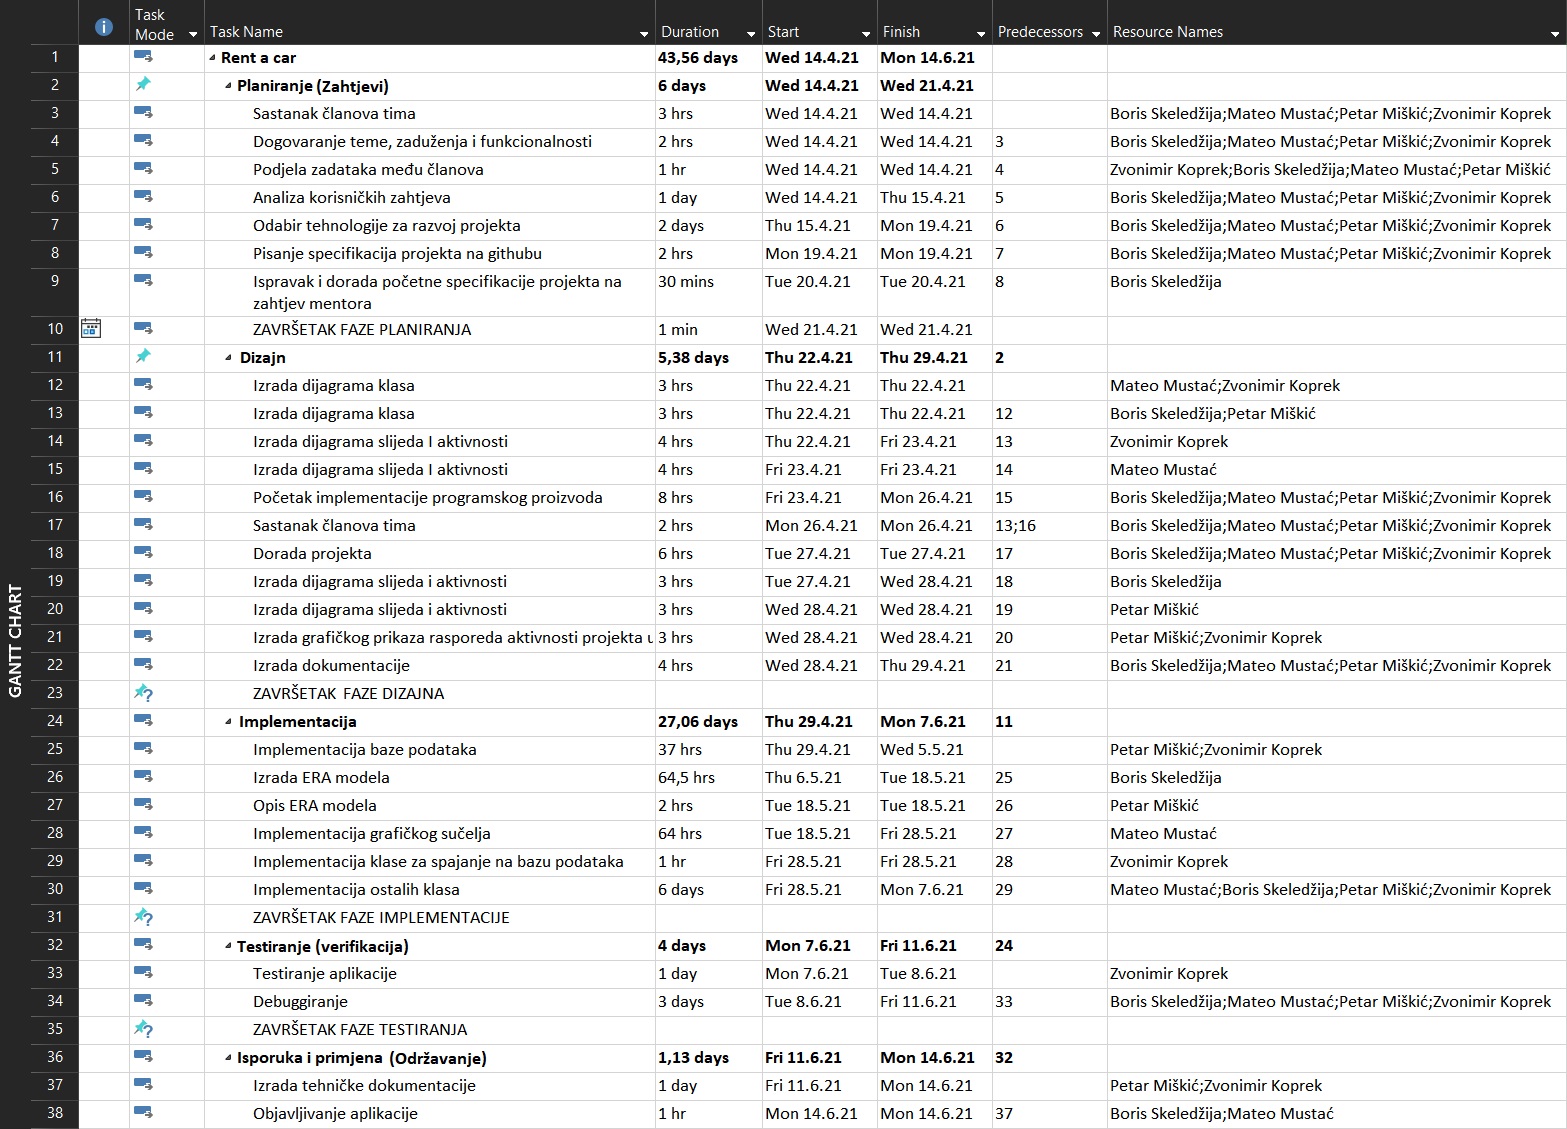 Task Mode Task Name Duration Start Finish Predecessors Resource Names
1 Rent a car 43,56 days Wed 14.4.21 Mon 14.6.21
2 Planiranje (Zahtjevi) 6 days Wed 14.4.21 Wed 21.4.21
3 Sastanak članova tima 3 hrs Wed 14.4.21 Wed 14.4.21 Boris Skeledžija;Mateo Mustać;Petar Miškić;Zvonimir Koprek
4 Dogovaranje teme, zaduženja i funkcionalnosti 2 hrs Wed 14.4.21 Wed 14.4.21 3 Boris Skeledžija;Mateo Mustać;Petar Miškić;Zvonimir Koprek
5 Podjela zadataka među članova 1 hr Wed 14.4.21 Wed 14.4.21 4 Zvonimir Koprek;Boris Skeledžija;Mateo Mustać;Petar Miškić
6 Analiza korisničkih zahtjeva 1 day Wed 14.4.21 Thu 15.4.21 5 Boris Skeledžija;Mateo Mustać;Petar Miškić;Zvonimir Koprek
7 Odabir tehnologije za razvoj projekta 2 days Thu 15.4.21 Mon 19.4.21 6 Boris Skeledžija;Mateo Mustać;Petar Miškić;Zvonimir Koprek
8 Pisanje specifikacija projekta na githubu 2 hrs Mon 19.4.21 Mon 19.4.21 7 Boris Skeledžija;Mateo Mustać;Petar Miškić;Zvonimir Koprek
9 Ispravak i dorada početne specifikacije projekta na 30 mins Tue 20.4.21 Tue 20.4.21 8 Boris Skeledžija
zahtjev mentora
10 ZAVRŠETAK FAZE PLANIRANJA 1 min Wed 21.4.21 Wed 21.4.21
11 Dizajn 5,38 days Thu 22.4.21 Thu 29.4.21 2
12 Izrada dijagrama klasa 3 hrs Thu 22.4.21 Thu 22.4.21 Mateo Mustać;Zvonimir Koprek
13 Izrada dijagrama klasa 3 hrs Thu 22.4.21 Thu 22.4.21 12 Boris Skeledžija;Petar Miškić
14 Izrada dijagrama slijeda I aktivnosti 4 hrs Thu 22.4.21 Fri 23.4.21 13 Zvonimir Koprek
15 Izrada dijagrama slijeda I aktivnosti 4 hrs Fri 23.4.21 Fri 23.4.21 14 Mateo Mustać
16 Početak implementacije programskog proizvoda 8 hrs Fri 23.4.21 Mon 26.4.21 15 Boris Skeledžija;Mateo Mustać;Petar Miškić;Zvonimir Koprek
17 Sastanak članova tima 2 hrs Mon 26.4.21 Mon 26.4.21 13;16 Boris Skeledžija;Mateo Mustać;Petar Miškić;Zvonimir Koprek
18 Dorada projekta 6 hrs Tue 27.4.21 Tue 27.4.21 17 Boris Skeledžija;Mateo Mustać;Petar Miškić;Zvonimir Koprek
19 Izrada dijagrama slijeda i aktivnosti 3 hrs Tue 27.4.21 Wed 28.4.21 18 Boris Skeledžija
20 Izrada dijagrama slijeda i aktivnosti 3 hrs Wed 28.4.21 Wed 28.4.21 19 Petar Miškić
21 Izrada grafičkog prikaza rasporeda aktivnosti projekta u 3 hrs Wed 28.4.21 Wed 28.4.21 20 Petar Miškić;Zvonimir Koprek
22 Izrada dokumentacije 4 hrs Wed 28.4.21 Thu 29.4.21 21 Boris Skeledžija;Mateo Mustać;Petar Miškić;Zvonimir Koprek
23 ZAVRŠETAK FAZE DIZAJNA
24 Implementacija 27,06 days Thu 29.4.21 Mon 7.6.21 11
25 Implementacija baze podataka 37 hrs Thu 29.4.21 Wed 5.5.21 Petar Miškić;Zvonimir Koprek
26 Izrada ERA modela 64,5 hrs Thu 6.5.21 Tue 18.5.21 25 Boris Skeledžija
27 Opis ERA modela 2 hrs Tue 18.5.21 Tue 18.5.21 26 Petar Miškić
28 Implementacija grafičkog sučelja 64 hrs Tue 18.5.21 Fri 28.5.21 27 Mateo Mustać
29 Implementacija klase za spajanje na bazu podataka 1 hr Fri 28.5.21 Fri 28.5.21 28 Zvonimir Koprek
30 Implementacija ostalih klasa 6 days Fri 28.5.21 Mon 7.6.21 29 Mateo Mustać;Boris Skeledžija;Petar Miškić;Zvonimir Koprek
31 ZAVRŠETAK FAZE IMPLEMENTACIJE
32 Testiranje (verifikacija) 4 days Mon 7.6.21 Fri 11.6.21 24
33 Testiranje aplikacije 1 day Mon 7.6.21 Tue 8.6.21 Zvonimir Koprek
34 Debuggiranje 3 days Tue 8.6.21 Fri 11.6.21 33 Boris Skeledžija;Mateo Mustać;Petar Miškić;Zvonimir Koprek
35 ZAVRŠETAK FAZE TESTIRANJA
36 Isporuka i primjena (Održavanje) 1,13 days Fri 11.6.21 Mon 14.6.21 32
37 Izrada tehničke dokumentacije 1 day Fri 11.6.21 Mon 14.6.21 Petar Miškić;Zvonimir Koprek
38 Objavljivanje aplikacije 1 hr Mon 14.6.21 Mon 14.6.21 37 Boris Skeledžija;Mateo Mustać
GANTT CHART